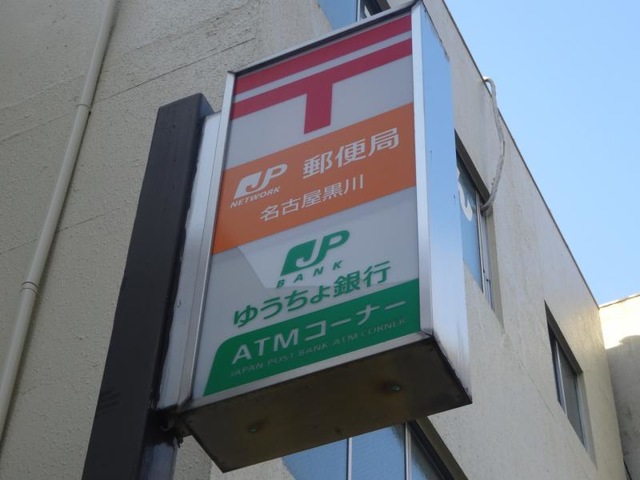 〒
JP 郵便局
NETWORK
名古屋黒川
JP
BANK
ゆうちょ銀行
ATMコーナー
JAPAN POST BANK ATM CORNER